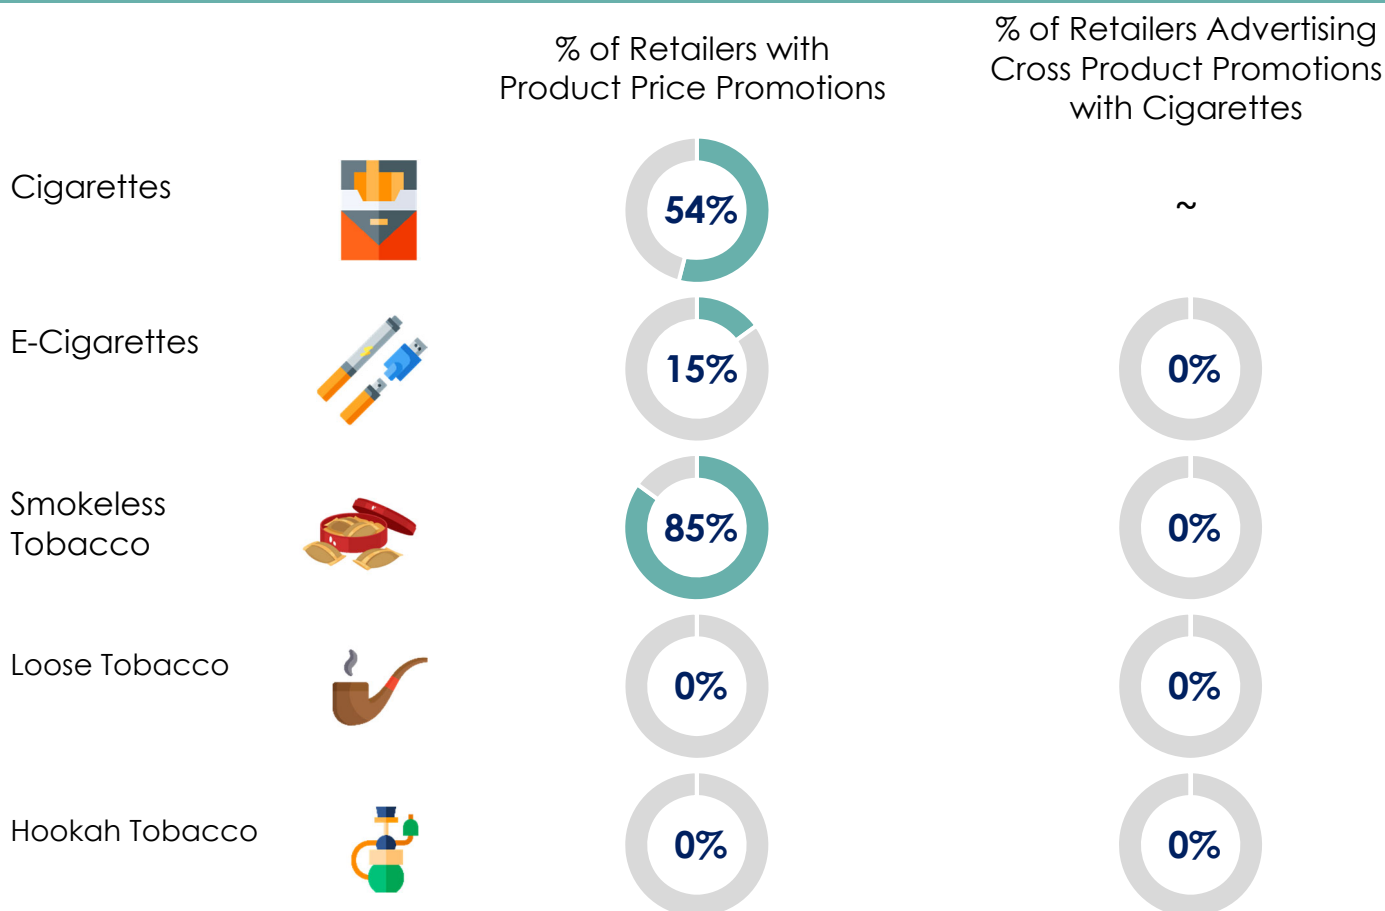 % of Retailers with
Product Price Promotions
% of Retailers Advertising
Cross Product Promotions
with Cigarettes
Cigarettes
54%
~
E-Cigarettes
15%
0%
Smokeless
Tobacco
85%
0%
Loose Tobacco
0%
0%
Hookah Tobacco
0%
0%